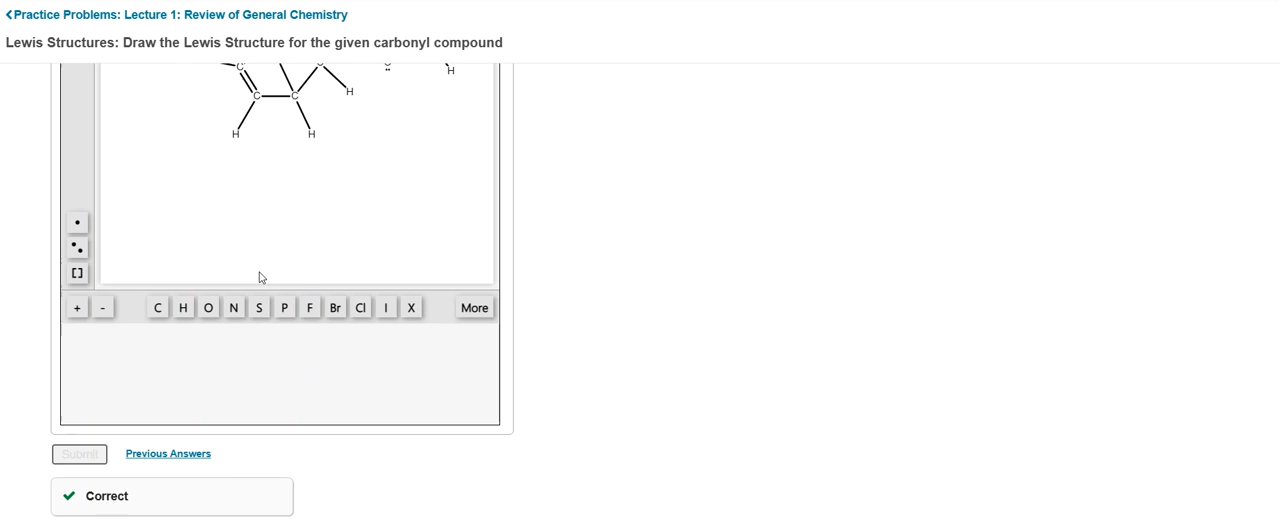 Practice Problems: Lecture 1: Review of General Chemistry
Lewis Structures: Draw the Lewis Structure for the given carbonyl compound
C
H
C C
H
H H
[ ]
+ - C H O N S P F Br Cl I X More
Submit Previous Answers
Correct